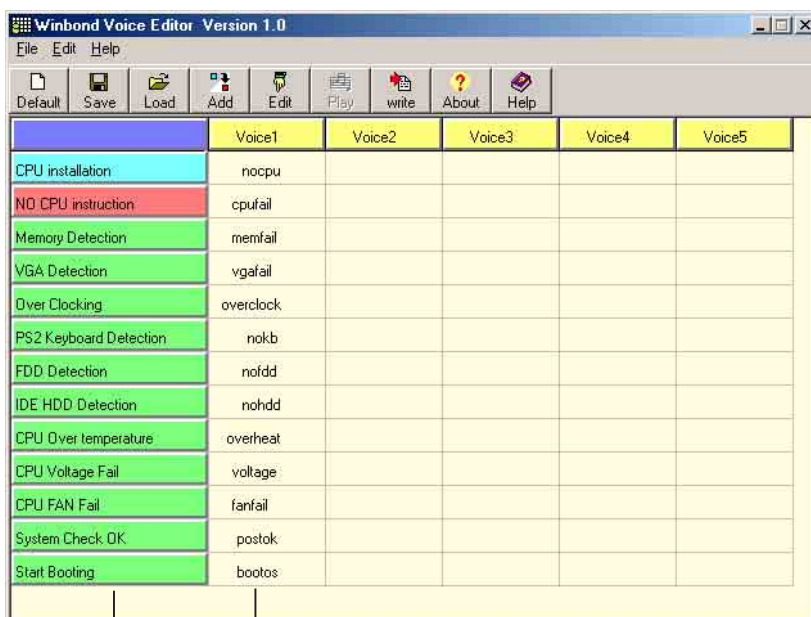 Winbond Voice Editor Version 1.0
File Edit Help
Default Save Load Add Edit Play write About Help
Voice1 Voice2 Voice3 Voice4 Voice5
CPU installation nocpu
NO CPU instruction cpufail
Memory Detection memfail
VGA Detection vgafail
Over Clocking overclock
PS2 Keyboard Detection nokb
FDD Detection nofdd
IDE HDD Detection nohdd
CPU Over temperature overheat
CPU Voltage Fail voltage
CPU FAN Fail fanfail
System Check OK postok
Start Booting bootos